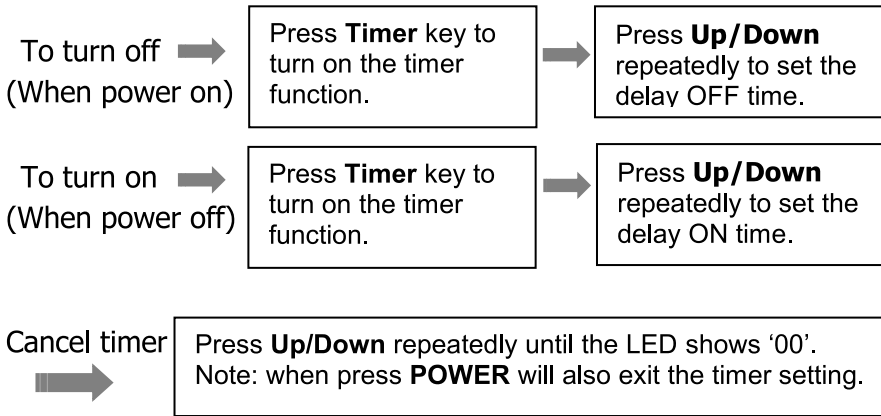 To turn off
(When power on)
Press Timer key to
turn on the timer
function.
Press Up/Down
repeatedly to set the
delay OFF time.
To turn on
(When power off)
Press Timer key to
turn on the timer
function.
Press Up/Down
repeatedly to set the
delay ON time.
Cancel timer
Press Up/Down repeatedly until the LED shows ‘00’.
Note: when press POWER will also exit the timer setting.